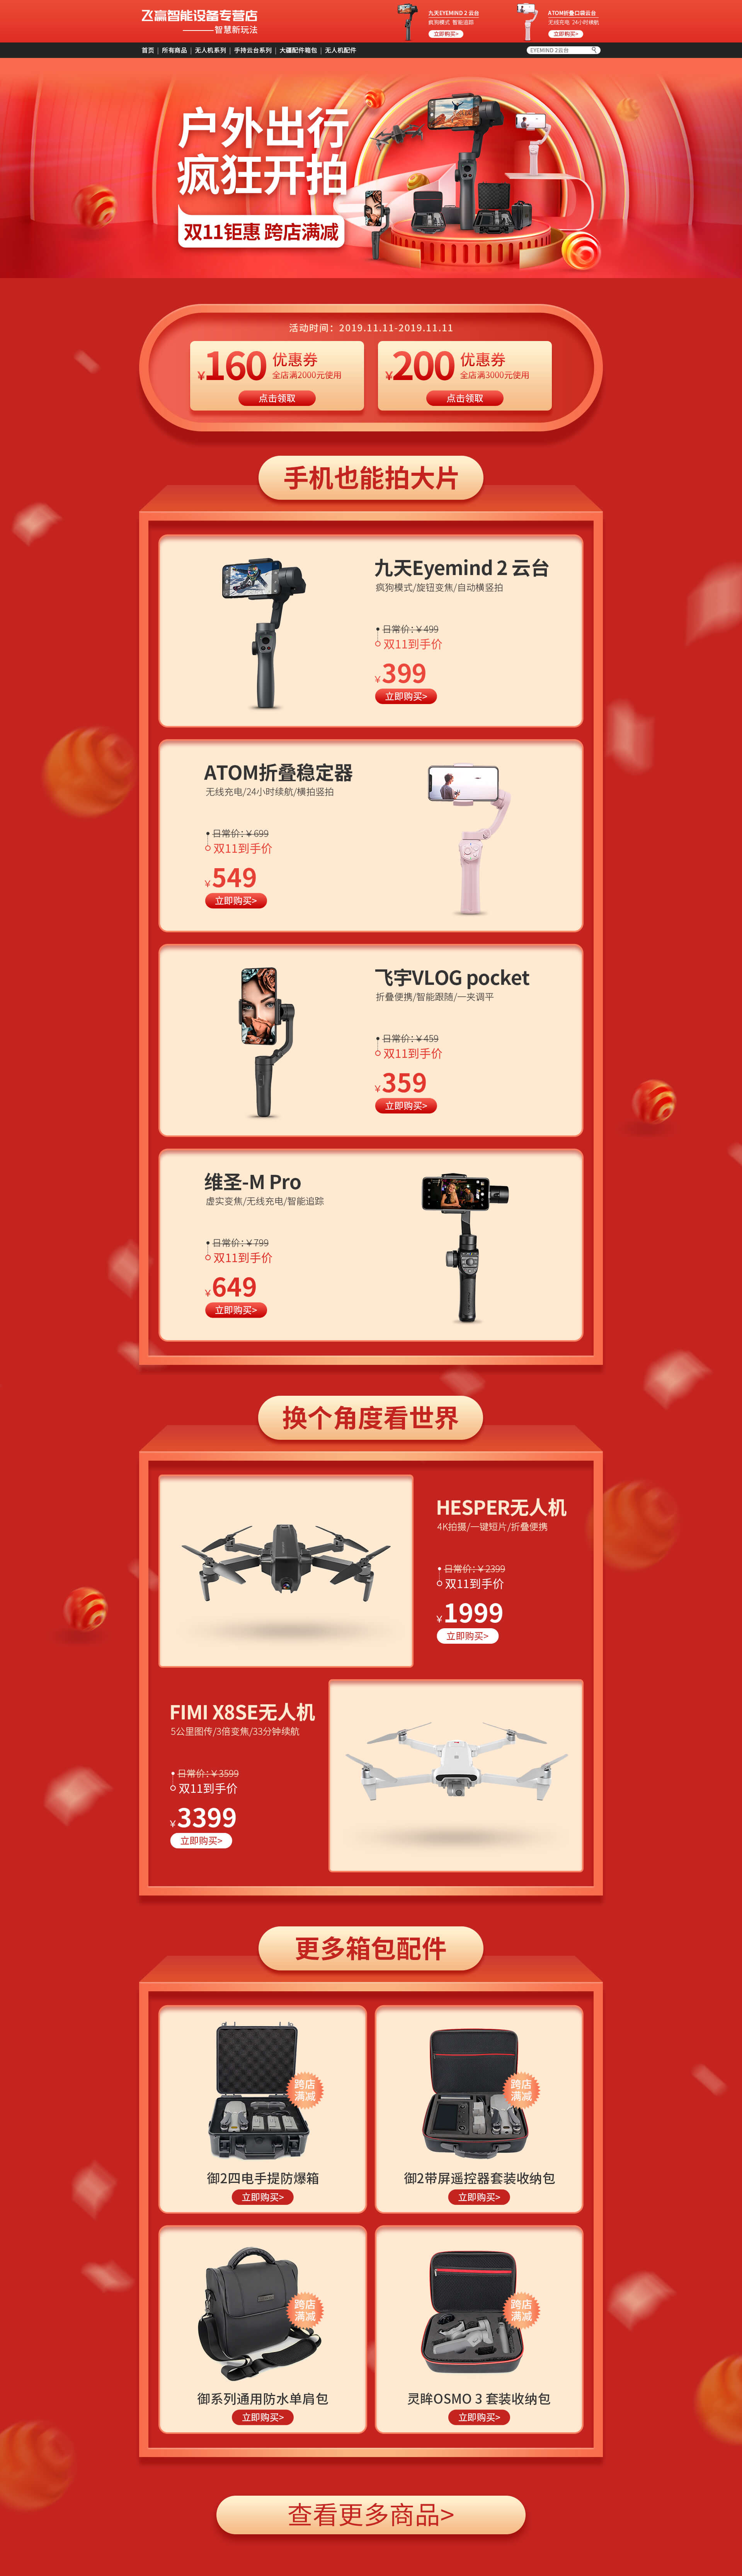 飞赢智能设备专营店
————智慧新玩法
九天EYEMIND 2 云台
疯狗模式 智能追踪
立即购买>
ATOM折叠口袋云台
无线充电 24小时续航
立即购买>
首页 | 所有商品 | 无人机系列 | 手持云台系列 | 大疆配件箱包 | 无人机配件
EYEMIND 2云台
户外出行
疯狂开拍
双11钜惠 跨店满减
活动时间：2019.11.11-2019.11.11
¥160 优惠券
全店满2000元使用
点击领取
¥200 优惠券
全店满3000元使用
点击领取
手机也能拍大片
九天Eyemind 2 云台
疯狗模式/旋钮变焦/自动横竖拍
日常价:¥499
双11到手价
¥399
立即购买>
ATOM折叠稳定器
无线充电/24小时续航/横拍竖拍
日常价:¥699
双11到手价
¥549
立即购买>
飞宇VLOG pocket
折叠便携/智能跟随/一夹调平
日常价:¥459
双11到手价
¥359
立即购买>
维圣-M Pro
虚实变焦/无线充电/智能追踪
日常价:¥799
双11到手价
¥649
立即购买>
换个角度看世界
HESPER无人机
4K拍摄/一键短片/折叠便携
日常价:¥2399
双11到手价
¥1999
立即购买>
FIMI X8SE无人机
5公里图传/3倍变焦/33分钟续航
日常价:¥3599
双11到手价
¥3399
立即购买>
更多箱包配件
跨店
满减
御2四电手提防爆箱
立即购买>
跨店
满减
御2带屏遥控器套装收纳包
立即购买>
跨店
满减
御系列通用防水单肩包
立即购买>
跨店
满减
灵眸OSMO 3 套装收纳包
立即购买>
查看更多商品>